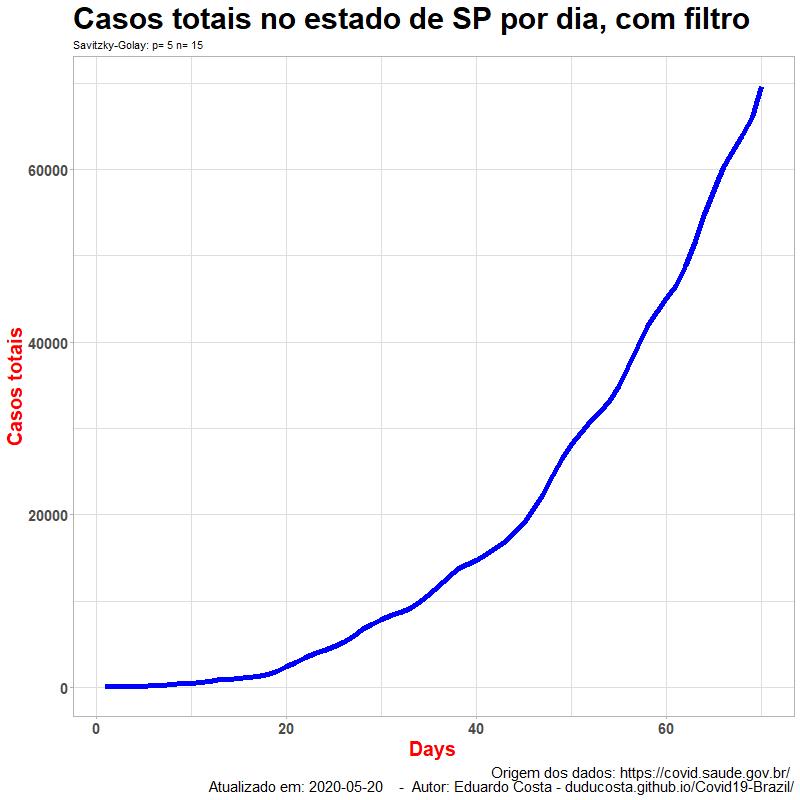 Casos totais no estado de SP por dia, com filtro
Savitzky-Golay: p= 5 n= 15
Casos totais
60000
40000
20000
0
0 20 40 60
Days
Origem dos dados: https://covid.saude.gov.br/
Atualizado em: 2020-05-20 - Autor: Eduardo Costa - duducosta.github.io/Covid19-Brazil/